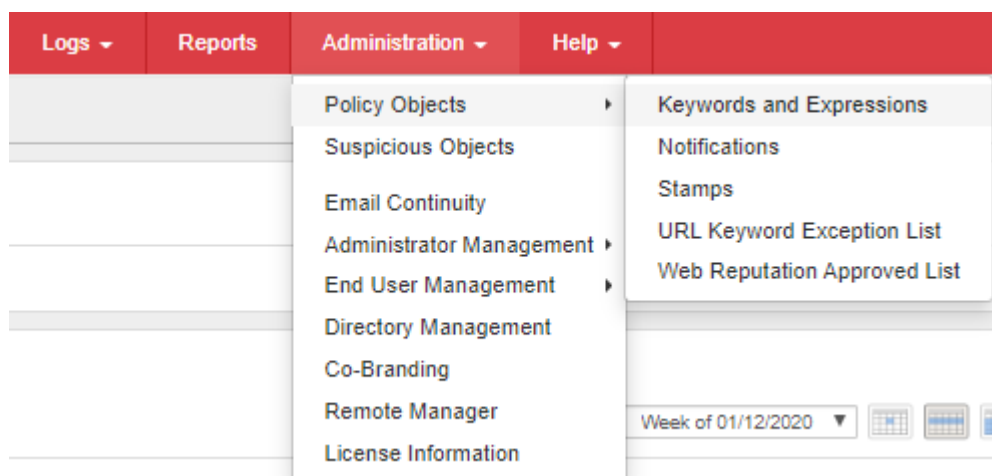 Logs Reports Administration Help
Policy Objects
Suspicious Objects
Email Continuity
Administrator Management
End User Management
Directory Management
Co-Branding
Remote Manager
License Information
Keywords and Expressions
Notifications
Stamps
URL Keyword Exception List
Web Reputation Approved List
Week of 01/12/2020